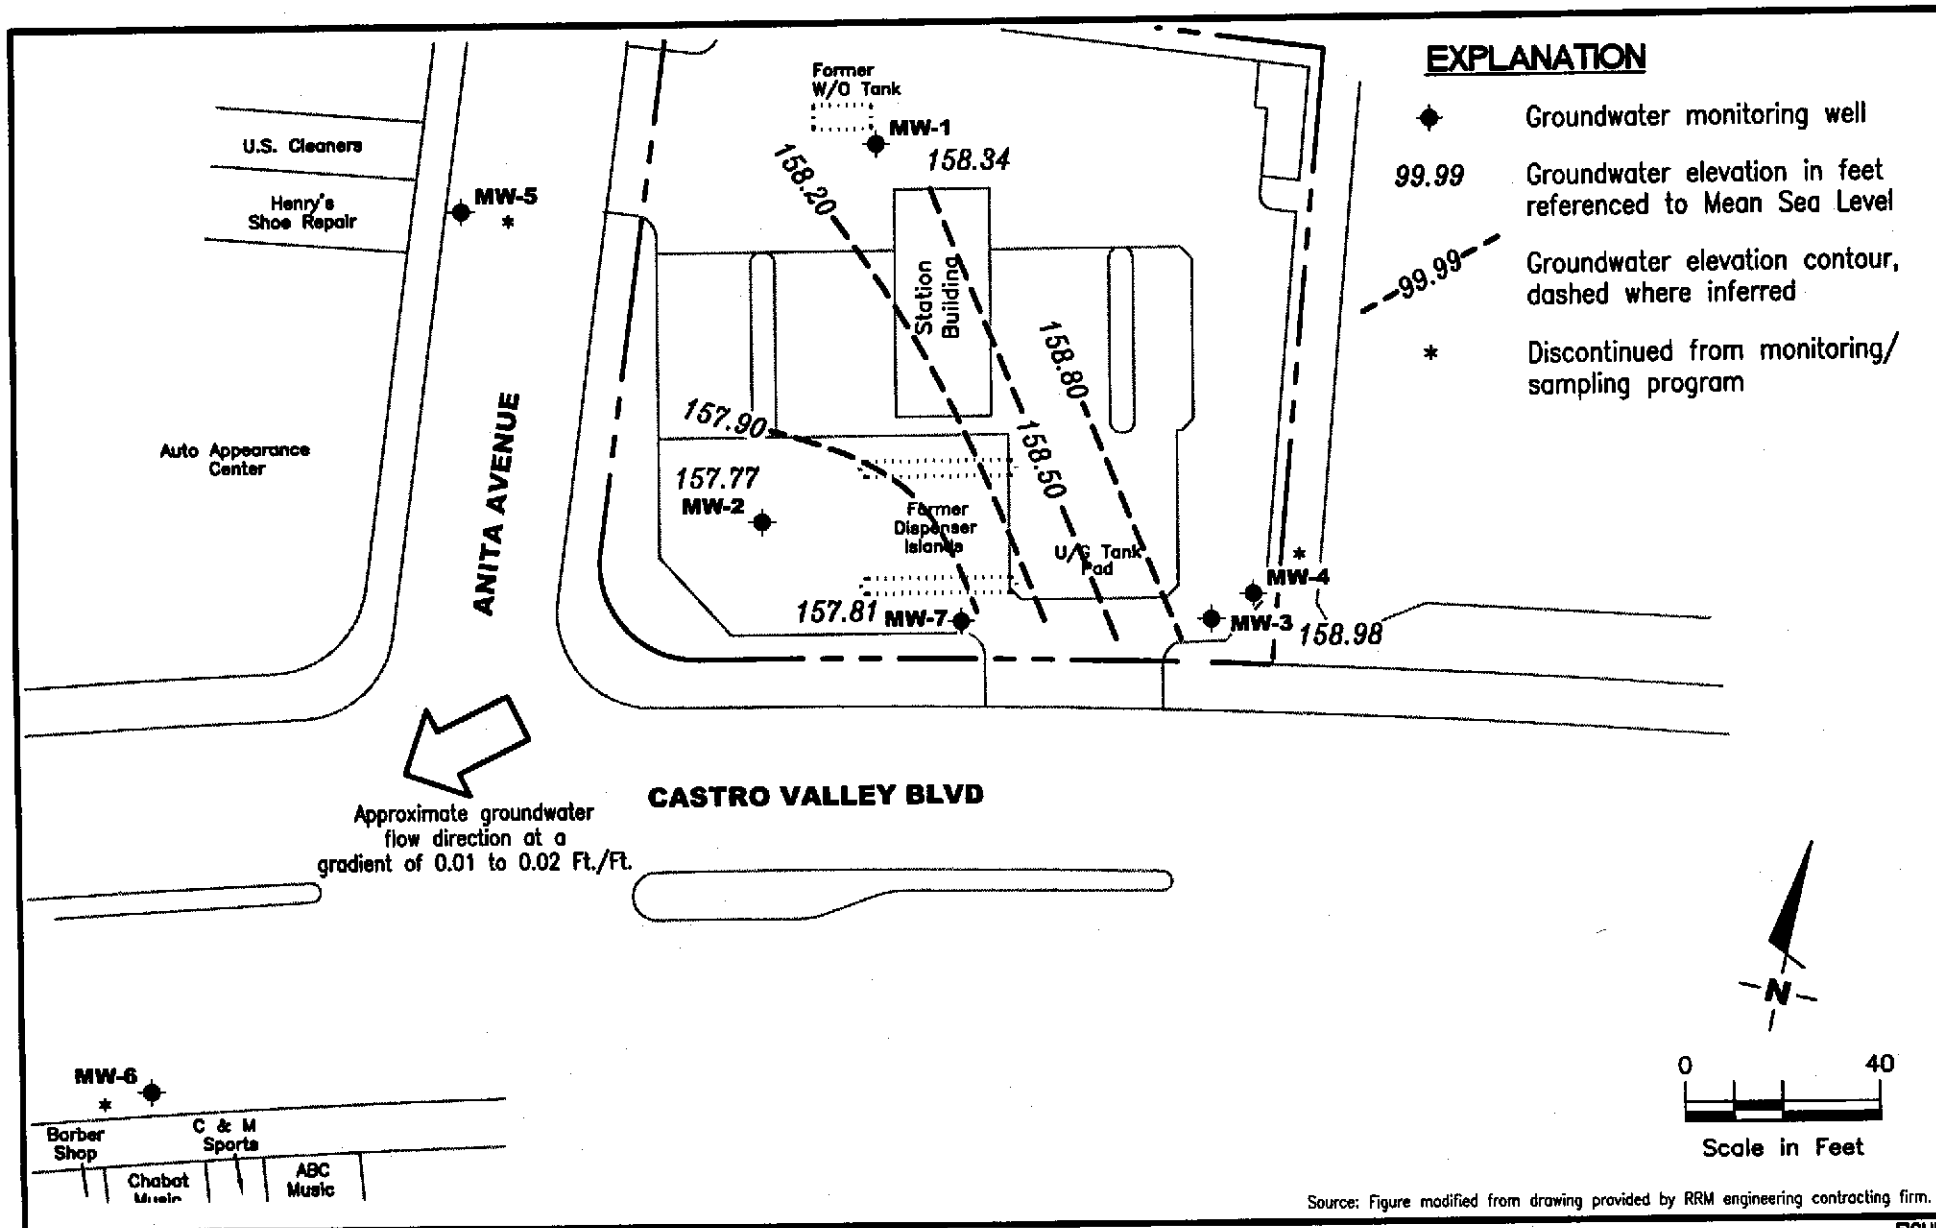 EXPLANATION
Groundwater monitoring well
99.99
Groundwater elevation in feet
referenced to Mean Sea Level
99.99
Groundwater elevation contour,
dashed where inferred
*
Discontinued from monitoring/
sampling program
Former
W/O Tank
MW-1
158.34
158.20
U.S. Cleaners
Henry's
Shoe Repair
MW-5
*
Station
Building
158.80
158.50
157.90
157.77
MW-2
Auto Appearance
Center
ANITA AVENUE
Former
Dispenser
Islands
U/G Tank
Pad
*
MW-4
MW-3
158.98
157.81
MW-7
CASTRO VALLEY BLVD
Approximate groundwater
flow direction at a
gradient of 0.01 to 0.02 Ft./Ft.
N
0 40
Scale in Feet
MW-6
*
Barber
Shop
C & M
Sports
Chabot
Music
ABC
Music
Source: Figure modified from drawing provided by RRM engineering contracting firm.